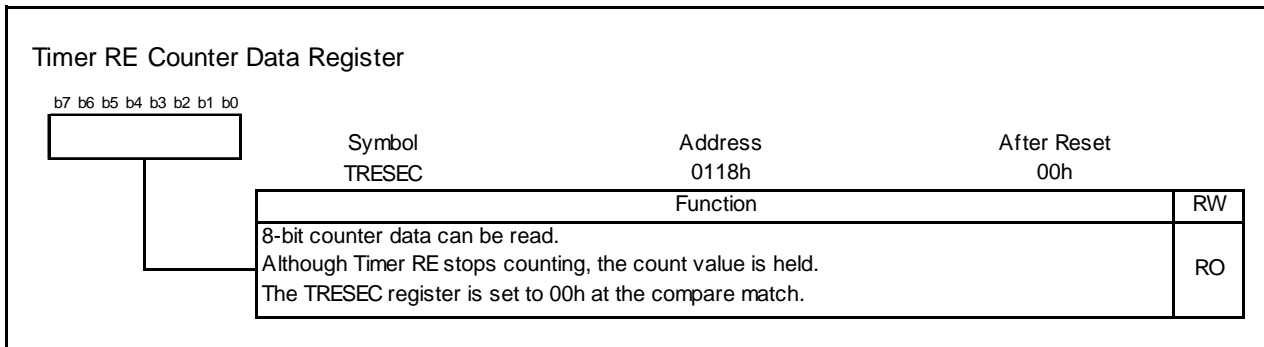 Timer RE Counter Data Register
b7 b6 b5 b4 b3 b2 b1 b0
Symbol Address After Reset
TRESEC 0118h 00h
Function RW
8-bit counter data can be read.
Although Timer RE stops counting, the count value is held.
RO
The TRESEC register is set to 00h at the compare match.